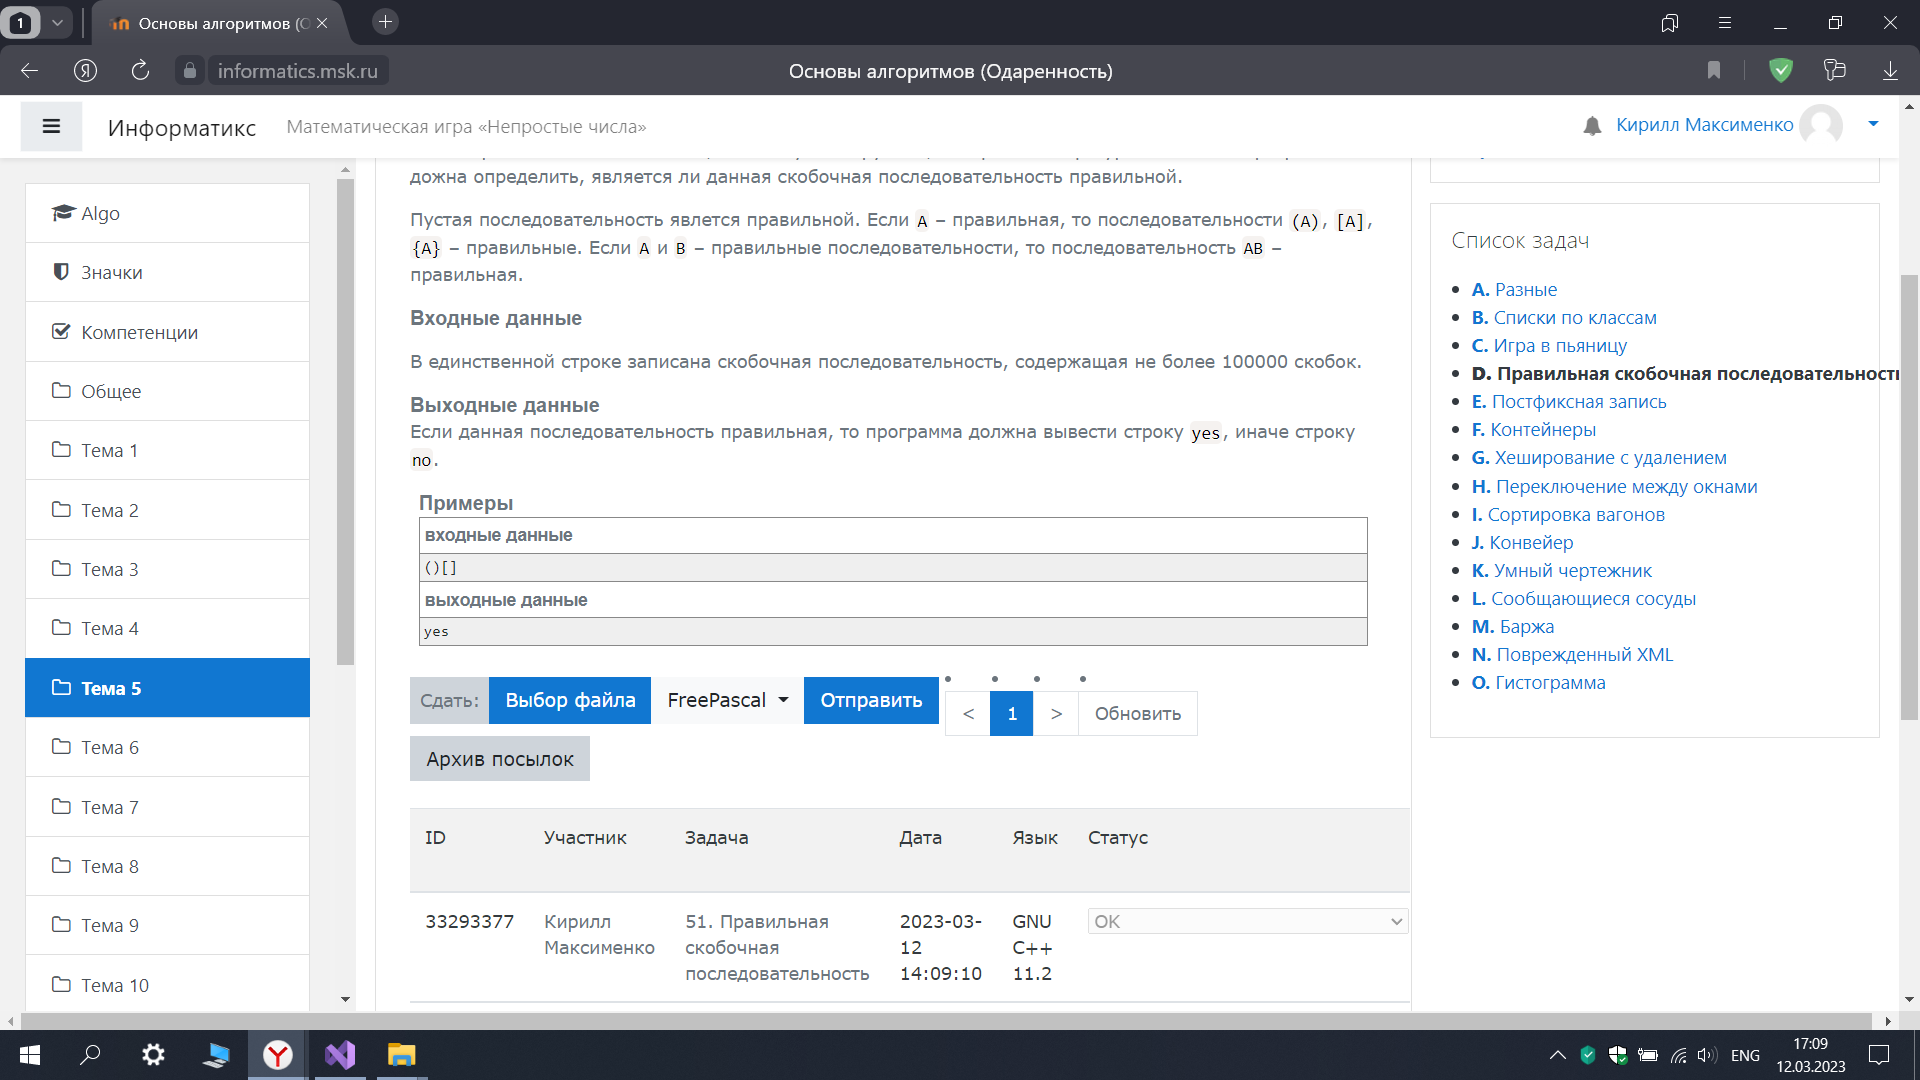 1
Основы алгоритмов (О
informatics.msk.ru
Основы алгоритмов (Одаренность)
Информатикс
Математическая игра «Непростые числа»
Кирилл Максименко
Algo
Значки
Компетенции
Общее
Тема 1
Тема 2
Тема 3
Тема 4
Тема 5
Тема 6
Тема 7
Тема 8
Тема 9
Тема 10
дожна определить, является ли данная скобочная последовательность правильной.
Пустая последовательность явлется правильной. Если A – правильная, то последовательности (A), [A],
{A} – правильные. Если A и B – правильные последовательности, то последовательность AB –
правильная.
Входные данные
В единственной строке записана скобочная последовательность, содержащая не более 100000 скобок.
Выходные данные
Если данная последовательность правильная, то программа должна вывести строку yes, иначе строку
no.
Примеры
входные данные
()[]
выходные данные
yes
Сдать:
Выбор файла
FreePascal
Отправить
<
1
>
Обновить
Архив посылок
ID Участник Задача Дата Язык Статус
33293377 Кирилл 51. Правильная 2023-03- GNU OK
Максименко скобочная 12 C++
последовательность 14:09:10 11.2
Список задач
A. Разные
B. Списки по классам
C. Игра в пьяницу
D. Правильная скобочная последовательность
E. Постфиксная запись
F. Контейнеры
G. Хеширование с удалением
H. Переключение между окнами
I. Сортировка вагонов
J. Конвейер
K. Умный чертежник
L. Сообщающиеся сосуды
M. Баржа
N. Поврежденный XML
O. Гистограмма
ENG
17:09
12.03.2023